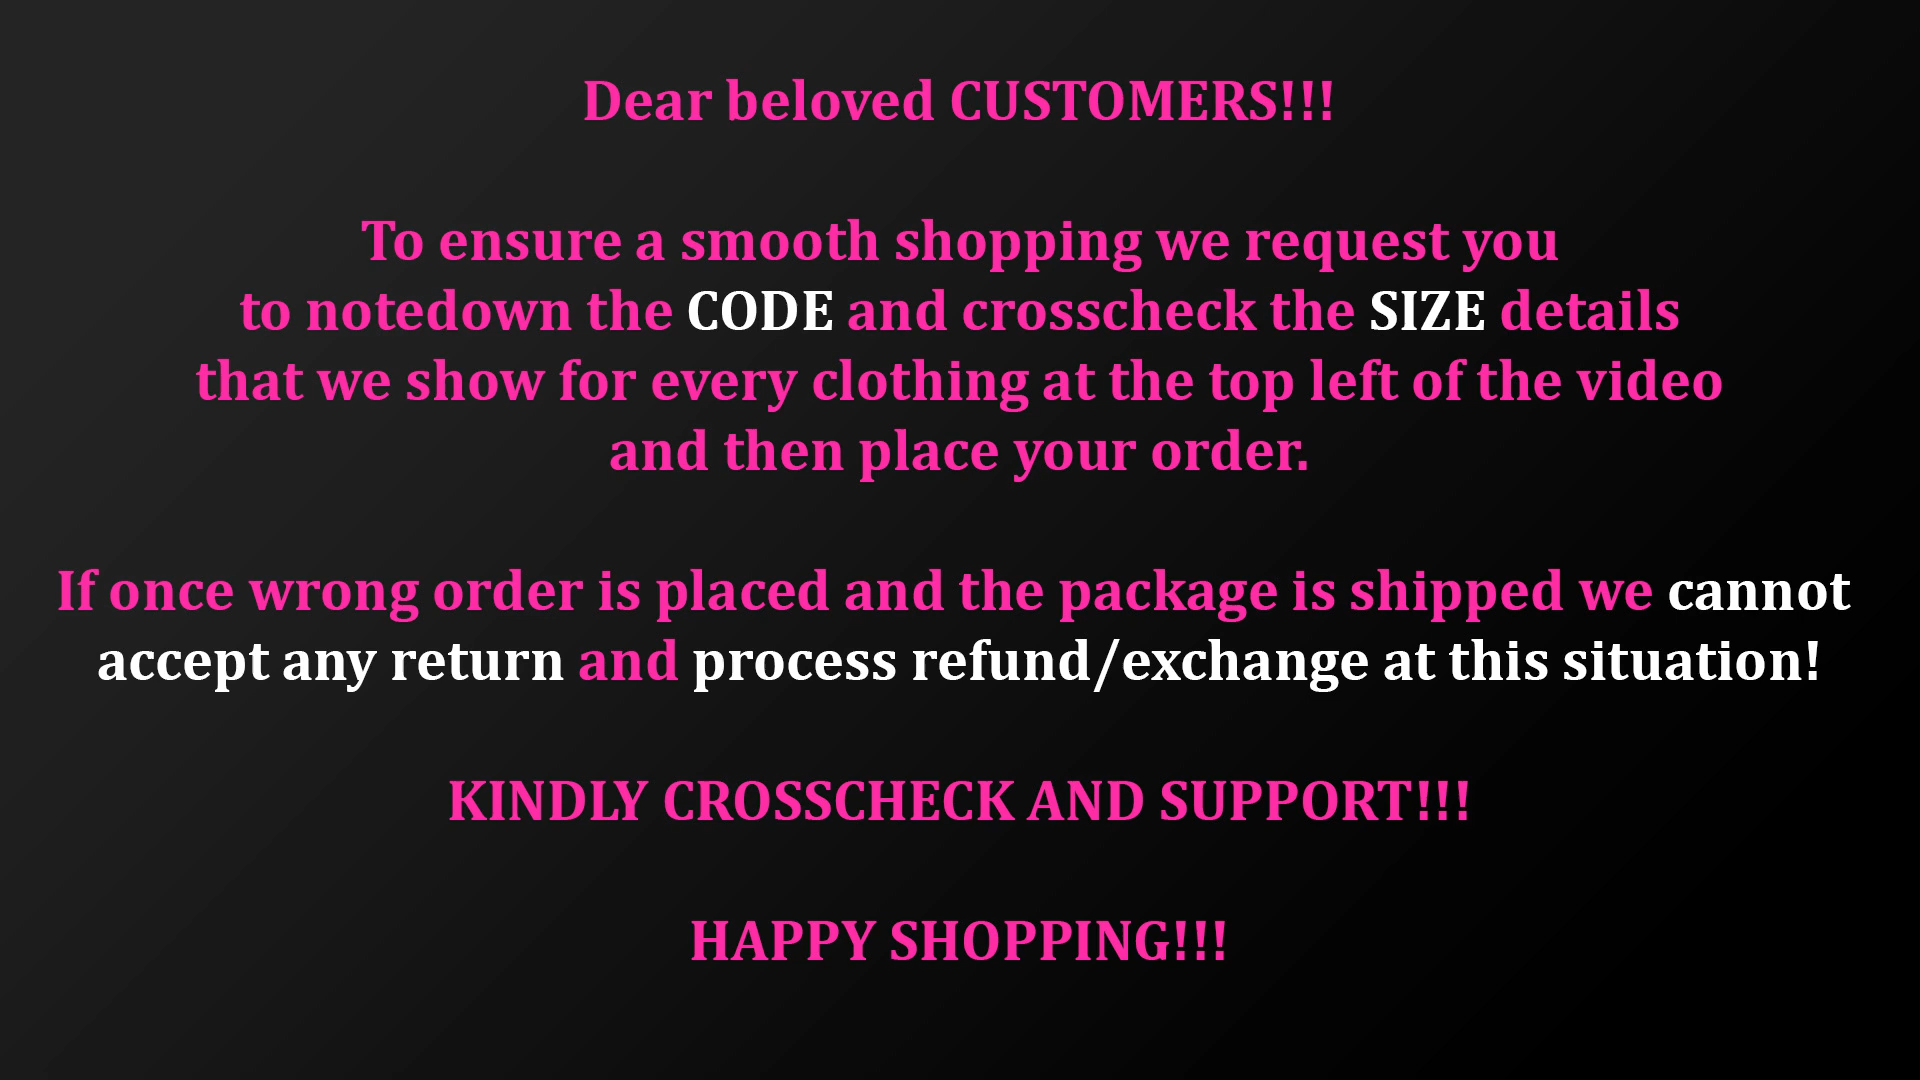 Dear beloved CUSTOMERS!!!
To ensure a smooth shopping we request you
to notedown the CODE and crosscheck the SIZE details
that we show for every clothing at the top left of the video
and then place your order.
If once wrong order is placed and the package is shipped we cannot
accept any return and process refund/exchange at this situation!
KINDLY CROSSCHECK AND SUPPORT!!!
HAPPY SHOPPING!!!